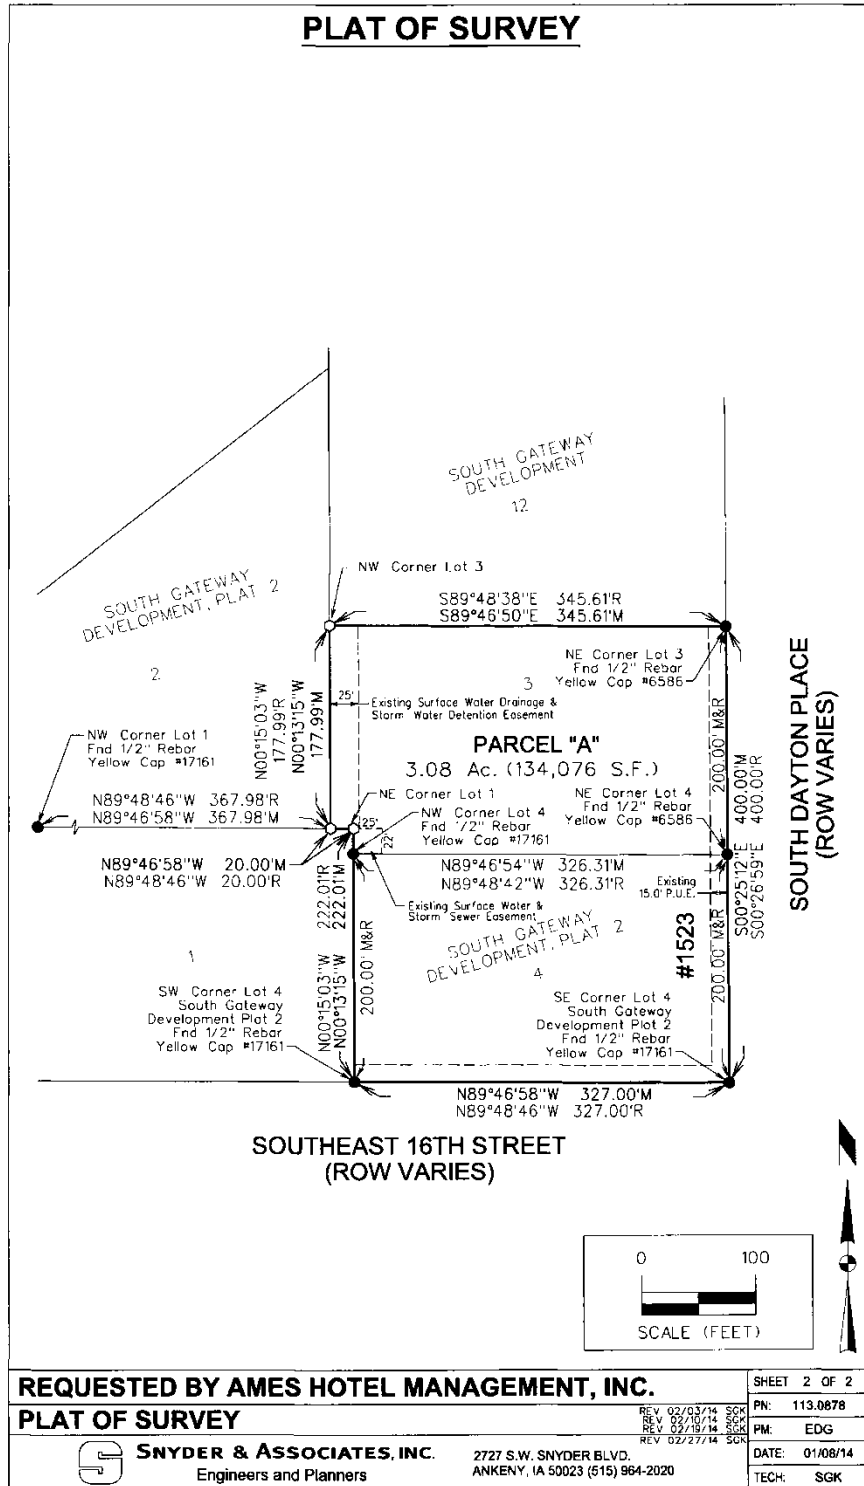 PLAT OF SURVEY
SOUTH GATEWAY
DEVELOPMENT
12
NW Corner Lot 3
SOUTH GATEWAY
DEVELOPMENT, PLAT 2
2
S89°48'38"E 345.61'R
S89°46'50"E 345.61'M
NE Corner Lot 3
Fnd 1/2" Rebar
Yellow Cap #6586
3
N00°15'03"W
177.99'R
N00°13'15"W
177.99'M
25'
Existing Surface Water Drainage &
Storm Water Detention Easement
200.00' M&R
SOUTH DAYTON PLACE
(ROW VARIES)
NW Corner Lot 1
Fnd 1/2" Rebar
Yellow Cap #17161
PARCEL "A"
3.08 Ac. (134,076 S.F.)
N89°48'46"W 367.98'R
N89°46'58"W 367.98'M
NE Corner Lot 1
NW Corner Lot 4
Fnd 1/2" Rebar
Yellow Cap #17161
NE Corner Lot 4
Fnd 1/2" Rebar
Yellow Cap #6586
S00°25'12"E 400.00'M
S00°26'59"E 400.00'R
25'
22'
N89°46'58"W 20.00'M
N89°48'46"W 20.00'R
N89°46'54"W 326.31'M
N89°48'42"W 326.31'R
Existing
15.0' P.U.E.
Existing Surface Water &
Storm Sewer Easement
N00°15'03"W 222.01'R
N00°13'15"W 222.01'M
200.00' M&R
SOUTH GATEWAY
DEVELOPMENT, PLAT 2
4
#1523
200.00' M&R
1
SW Corner Lot 4
South Gateway
Development Plat 2
Fnd 1/2" Rebar
Yellow Cap #17161
SE Corner Lot 4
South Gateway
Development Plat 2
Fnd 1/2" Rebar
Yellow Cap #17161
N89°46'58"W 327.00'M
N89°48'46"W 327.00'R
SOUTHEAST 16TH STREET
(ROW VARIES)
N
0 100
SCALE (FEET)
REQUESTED BY AMES HOTEL MANAGEMENT, INC.
SHEET 2 OF 2
PLAT OF SURVEY
REV 02/03/14 SGK
REV 02/10/14 SGK
REV 02/19/14 SGK
REV 02/27/14 SGK
PN: 113.0878
PM: EDG
DATE: 01/08/14
TECH: SGK
S
SNYDER & ASSOCIATES, INC.
Engineers and Planners
2727 S.W. SNYDER BLVD.
ANKENY, IA 50023 (515) 964-2020